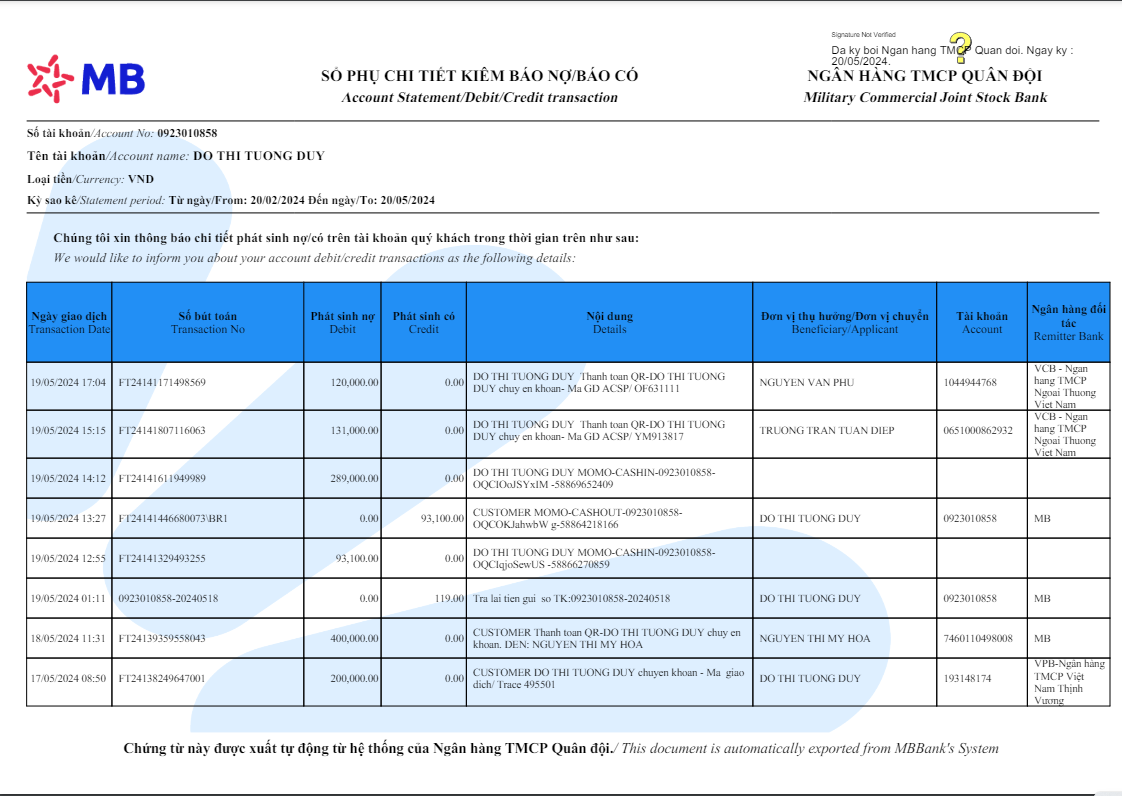 Signature Not Verified
Da ky boi Ngan hang TMCP Quan doi. Ngay ky :
20/05/2024.
MB
SỔ PHỤ CHI TIẾT KIÊM BÁO NỢ/BÁO CÓ
Account Statement/Debit/Credit transaction
NGÂN HÀNG TMCP QUÂN ĐỘI
Military Commercial Joint Stock Bank
Số tài khoản/Account No: 0923010858
Tên tài khoản/Account name: DO THI TUONG DUY
Loại tiền/Currency: VND
Kỳ sao kê/Statement period: Từ ngày/From: 20/02/2024 Đến ngày/To: 20/05/2024
Chúng tôi xin thông báo chi tiết phát sinh nợ/có trên tài khoản quý khách trong thời gian trên như sau:
We would like to inform you about your account debit/credit transactions as the following details:
Ngày giao dịch
Transaction Date
Số bút toán
Transaction No
Phát sinh nợ
Debit
Phát sinh có
Credit
Nội dung
Details
Đơn vị thụ hưởng/Đơn vị chuyển
Beneficiary/Applicant
Tài khoản
Account
Ngân hàng đối
tác
Remitter Bank
19/05/2024 17:04
FT24141171498569
120,000.00
0.00
DO THI TUONG DUY Thanh toan QR-DO THI TUONG
DUY chuy en khoan- Ma GD ACSP/ OF631111
NGUYEN VAN PHU
1044944768
VCB - Ngan
hang TMCP
Ngoai Thuong
Viet Nam
19/05/2024 15:15
FT24141807116063
131,000.00
0.00
DO THI TUONG DUY Thanh toan QR-DO THI TUONG
DUY chuy en khoan- Ma GD ACSP/ YM913817
TRUONG TRAN TUAN DIEP
0651000862932
VCB - Ngan
hang TMCP
Ngoai Thuong
Viet Nam
19/05/2024 14:12
FT24141611949989
289,000.00
0.00
DO THI TUONG DUY MOMO-CASHIN-0923010858-
OQCIOoJSYxIM -58869652409
19/05/2024 13:27
FT24141446680073\BR1
0.00
93,100.00
CUSTOMER MOMO-CASHOUT-0923010858-
OQCOKJahwbW g-58864218166
DO THI TUONG DUY
0923010858
MB
19/05/2024 12:55
FT24141329493255
93,100.00
0.00
DO THI TUONG DUY MOMO-CASHIN-0923010858-
OQCIqjoSewUS -58866270859
19/05/2024 01:11
0923010858-20240518
0.00
119.00
Tra lai tien gui so TK:0923010858-20240518
DO THI TUONG DUY
0923010858
MB
18/05/2024 11:31
FT24139359558043
400,000.00
0.00
CUSTOMER Thanh toan QR-DO THI TUONG DUY chuy en
khoan. DEN: NGUYEN THI MY HOA
NGUYEN THI MY HOA
7460110498008
MB
17/05/2024 08:50
FT24138249647001
200,000.00
0.00
CUSTOMER DO THI TUONG DUY chuyen khoan - Ma giao
dich/ Trace 495501
DO THI TUONG DUY
193148174
VPB-Ngân hàng
TMCP Việt
Nam Thịnh
Vượng
Chứng từ này được xuất tự động từ hệ thống của Ngân hàng TMCP Quân đội./ This document is automatically exported from MBBank's System